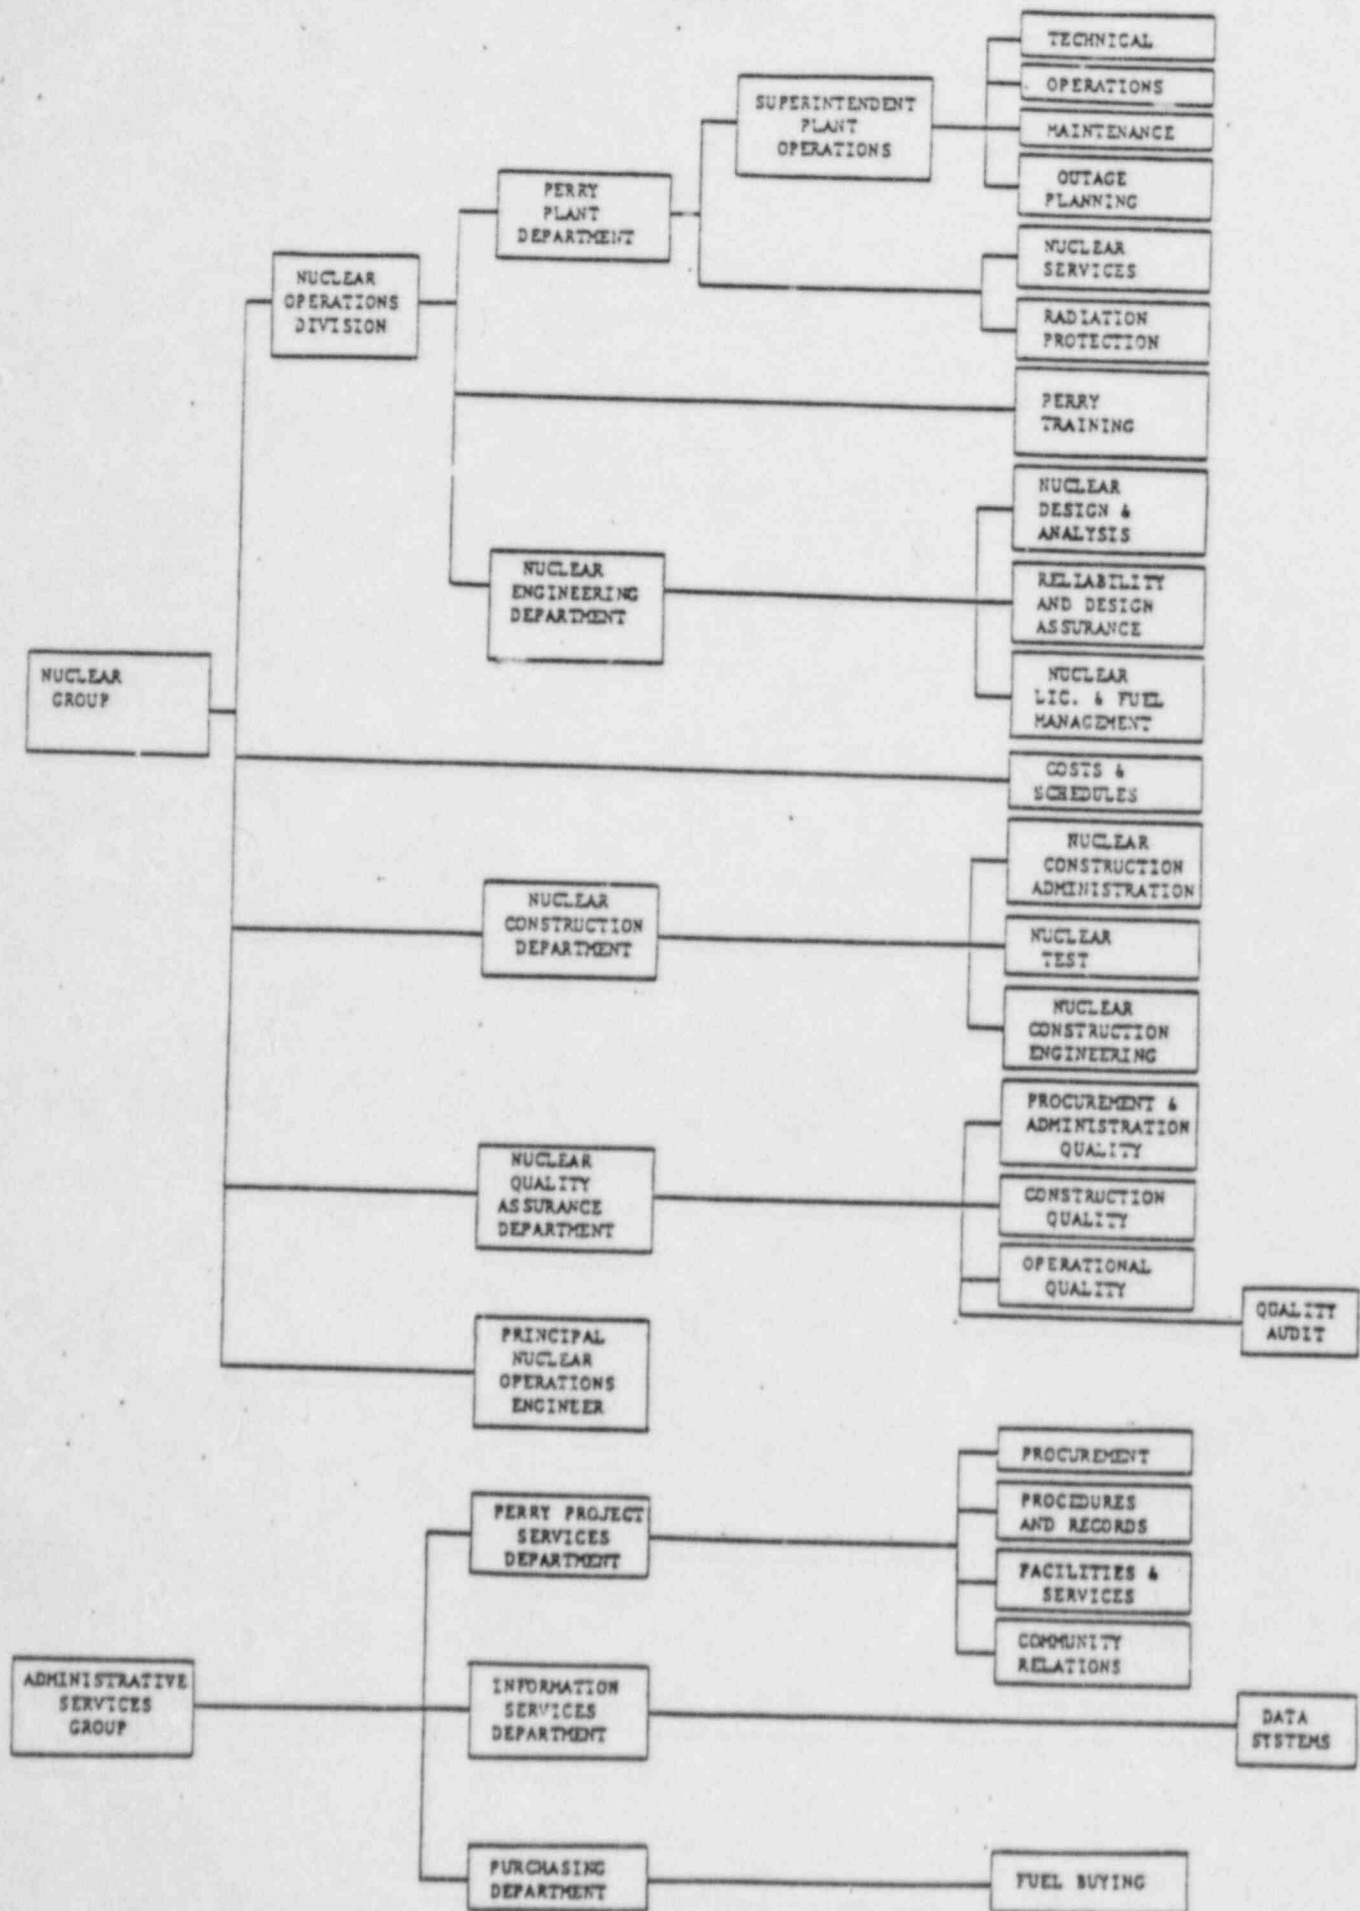 TECHNICAL
OPERATIONS
MAINTENANCE
OUTAGE
PLANNING
SUPERINTENDENT
PLANT
OPERATIONS
PERRY
PLANT
DEPARTMENT
NUCLEAR
SERVICES
RADIATION
PROTECTION
NUCLEAR
OPERATIONS
DIVISION
PERRY
TRAINING
NUCLEAR
DESIGN &
ANALYSIS
NUCLEAR
ENGINEERING
DEPARTMENT
RELIABILITY
AND DESIGN
ASSURANCE
NUCLEAR
LIC. & FUEL
MANAGEMENT
NUCLEAR
GROUP
COSTS &
SCHEDULES
NUCLEAR
CONSTRUCTION
ADMINISTRATION
NUCLEAR
CONSTRUCTION
DEPARTMENT
NUCLEAR
TEST
NUCLEAR
CONSTRUCTION
ENGINEERING
PROCUREMENT &
ADMINISTRATION
QUALITY
NUCLEAR
QUALITY
ASSURANCE
DEPARTMENT
CONSTRUCTION
QUALITY
OPERATIONAL
QUALITY
QUALITY
AUDIT
PRINCIPAL
NUCLEAR
OPERATIONS
ENGINEER
PROCUREMENT
PERRY PROJECT
SERVICES
DEPARTMENT
PROCEDURES
AND RECORDS
FACILITIES &
SERVICES
COMMUNITY
RELATIONS
ADMINISTRATIVE
SERVICES
GROUP
INFORMATION
SERVICES
DEPARTMENT
DATA
SYSTEMS
PURCHASING
DEPARTMENT
FUEL BUYING